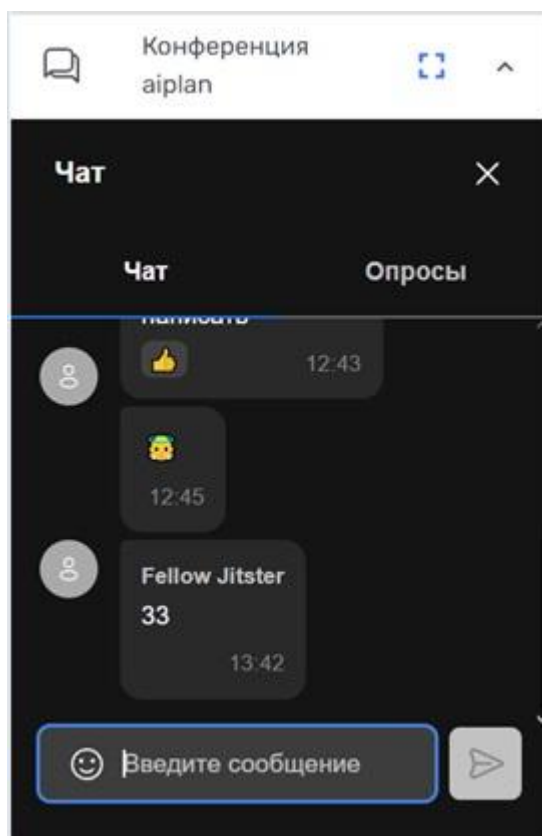 Конференция
aiplan
Чат
Чат
Опросы
12:43
12:45
Fellow Jitster
33
13:42
Введите сообщение